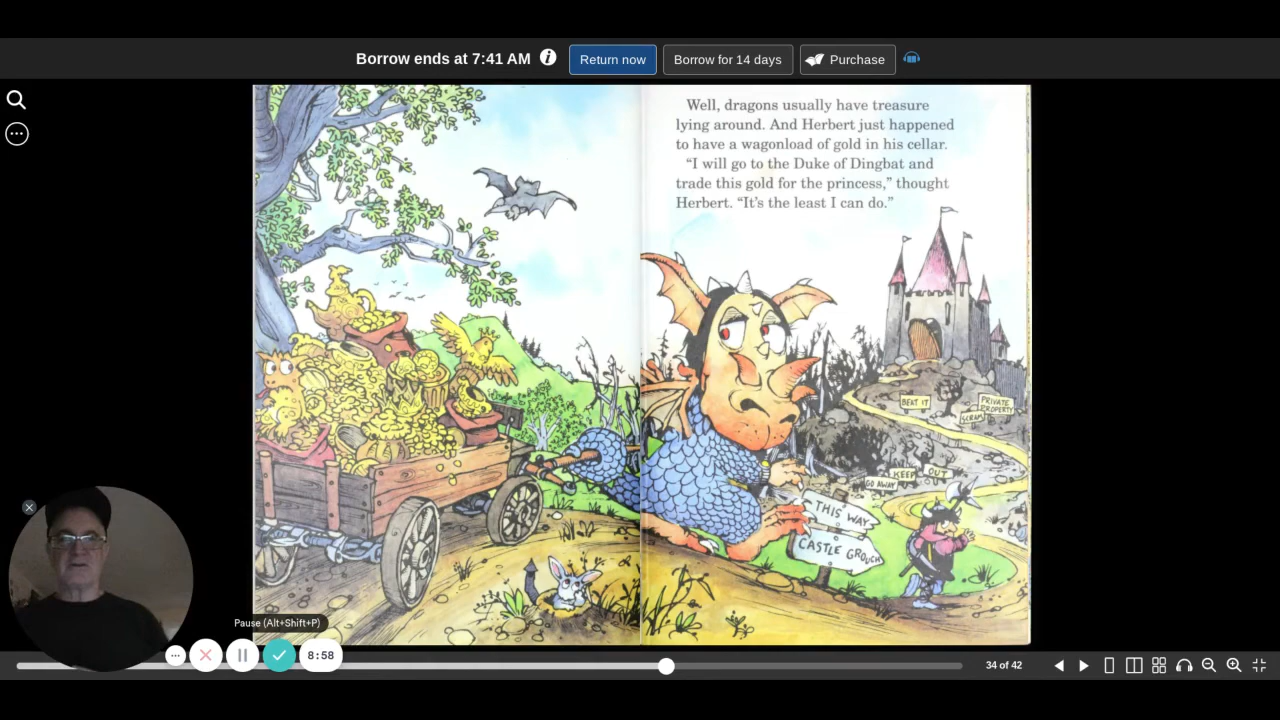 Borrow ends at 7:41 AM
Return now
Borrow for 14 days
Purchase
Well, dragons usually have treasure
lying around. And Herbert just happened
to have a wagonload of gold in his cellar.
“I will go to the Duke of Dingbat and
trade this gold for the princess,” thought
Herbert. “It’s the least I can do.”
BEAT IT
PRIVATE
PROPERTY
SCRAM
KEEP OUT
GO AWAY
THIS WAY
CASTLE GROUCH
Pause (Alt+Shift+P)
8:58
34 of 42